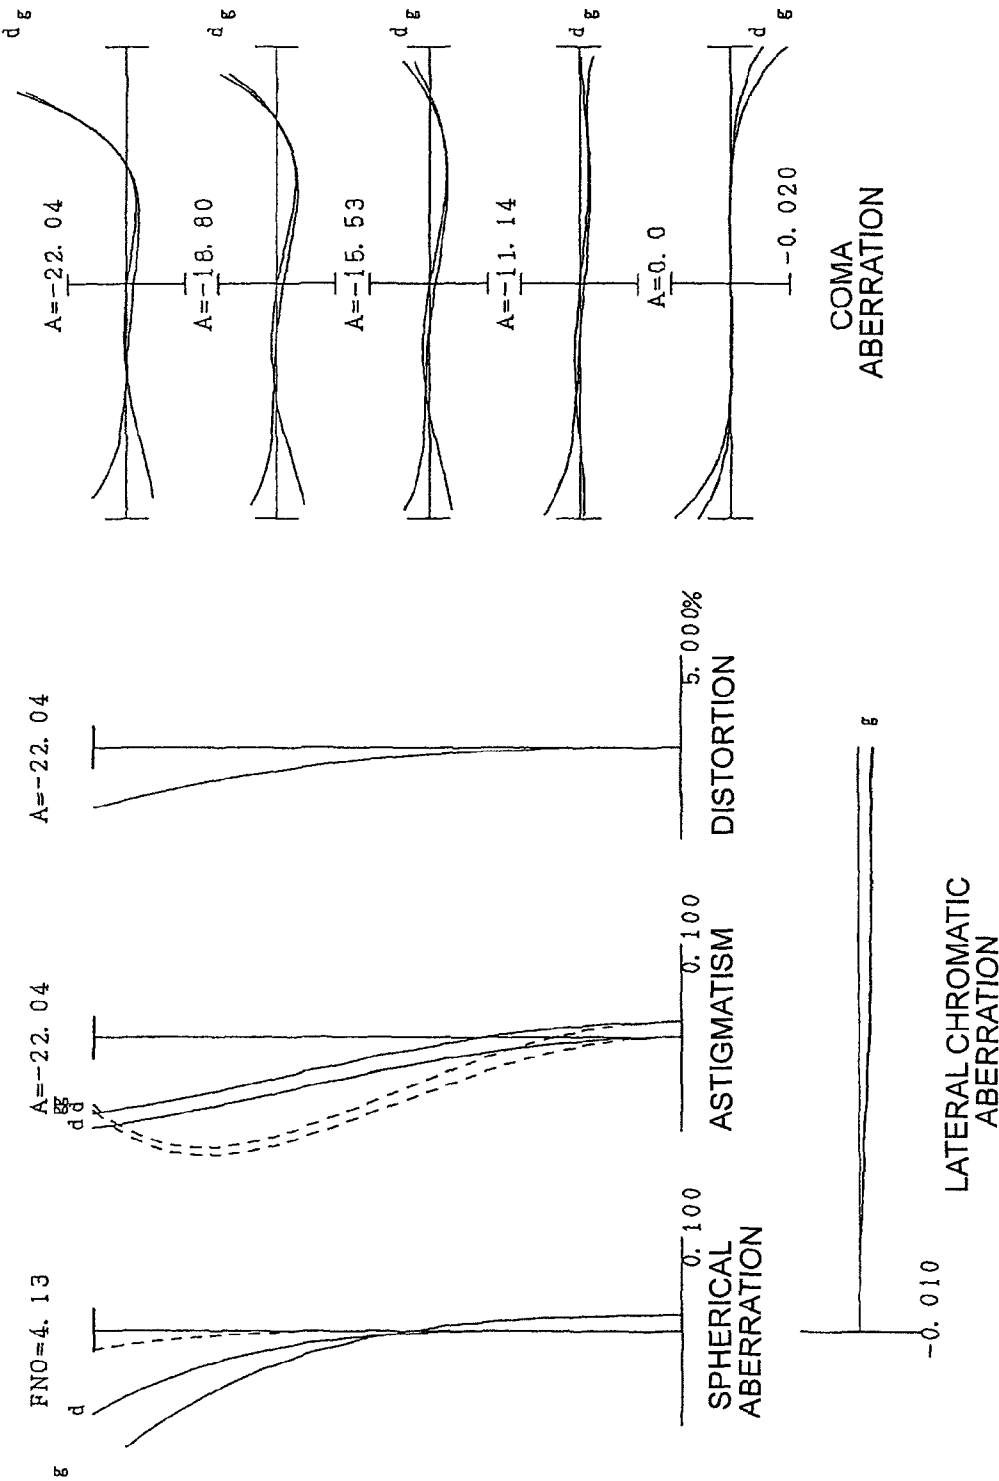 FNO=4.13
g
d
0.100
SPHERICAL
ABERRATION
A=-22.04
g
g
d
d
0.100
ASTIGMATISM
A=-22.04
5.000%
DISTORTION
d
g
A=-22.04
d
g
A=-18.80
d
g
A=-15.53
d
g
A=-11.14
d
g
A=0.0
-0.020
COMA
ABERRATION
g
-0.010
LATERAL CHROMATIC
ABERRATION